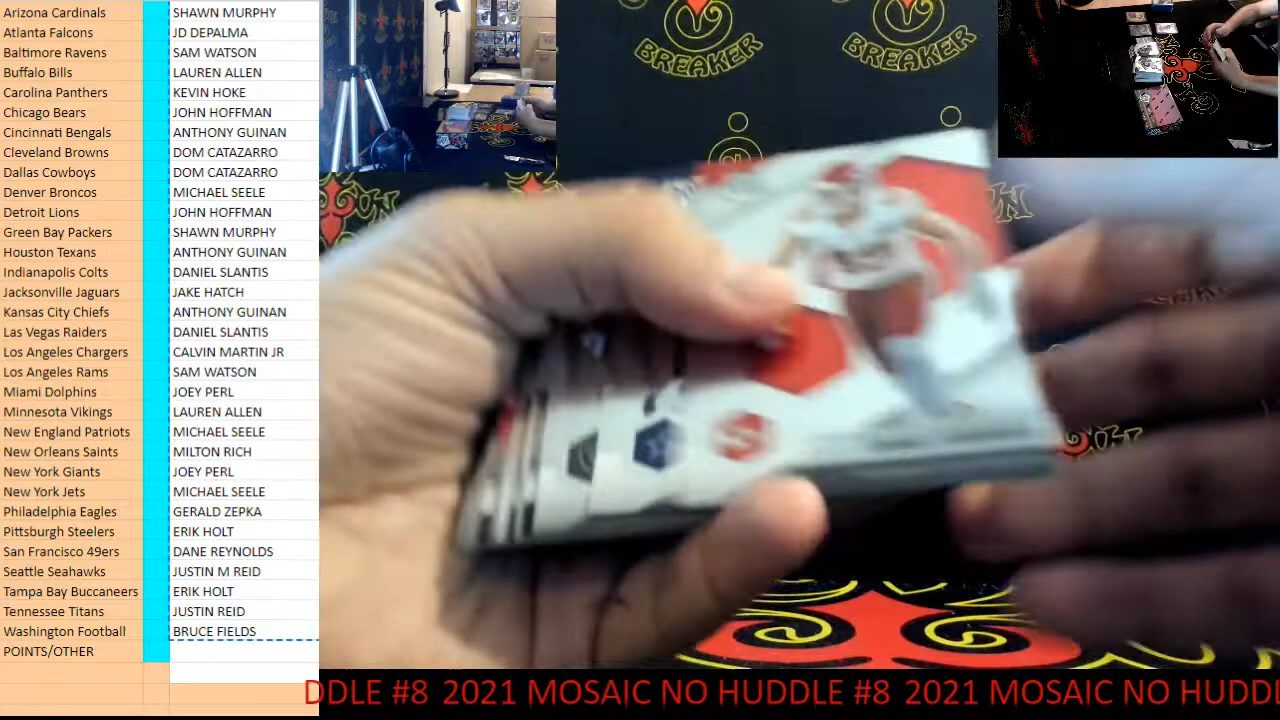 Arizona Cardinals SHAWN MURPHY
Atlanta Falcons JD DEPALMA
Baltimore Ravens SAM WATSON
Buffalo Bills LAUREN ALLEN
Carolina Panthers KEVIN HOKE
Chicago Bears JOHN HOFFMAN
Cincinnati Bengals ANTHONY GUINAN
Cleveland Browns DOM CATAZARRO
Dallas Cowboys DOM CATAZARRO
Denver Broncos MICHAEL SEELE
Detroit Lions JOHN HOFFMAN
Green Bay Packers SHAWN MURPHY
Houston Texans ANTHONY GUINAN
Indianapolis Colts DANIEL SLANTIS
Jacksonville Jaguars JAKE HATCH
Kansas City Chiefs ANTHONY GUINAN
Las Vegas Raiders DANIEL SLANTIS
Los Angeles Chargers CALVIN MARTIN JR
Los Angeles Rams SAM WATSON
Miami Dolphins JOEY PERL
Minnesota Vikings LAUREN ALLEN
New England Patriots MICHAEL SEELE
New Orleans Saints MILTON RICH
New York Giants JOEY PERL
New York Jets MICHAEL SEELE
Philadelphia Eagles GERALD ZEPKA
Pittsburgh Steelers ERIK HOLT
San Francisco 49ers DANE REYNOLDS
Seattle Seahawks JUSTIN M REID
Tampa Bay Buccaneers ERIK HOLT
Tennessee Titans JUSTIN REID
Washington Football BRUCE FIELDS
POINTS/OTHER
BREAKER BREAKER
DDLE #8 2021 MOSAIC NO HUDDLE #8 2021 MOSAIC NO HUDD